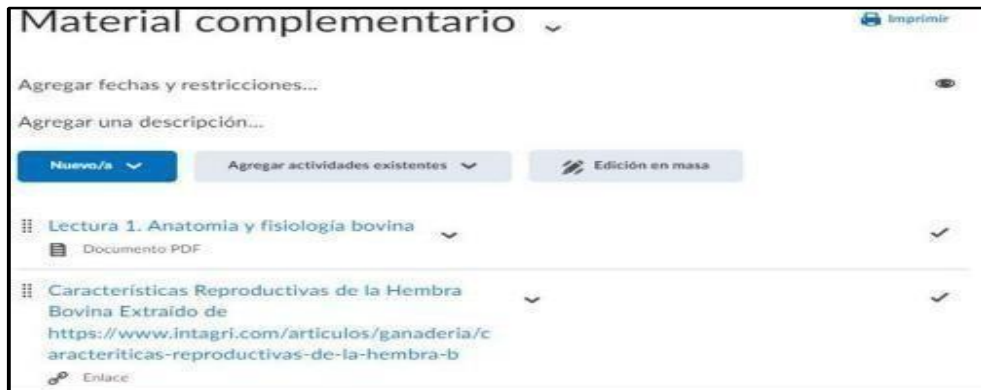 Material complementario
Imprimir
Agregar fechas y restricciones...
Agregar una descripción...
Nuevo/a
Agregar actividades existentes
Edición en masa
Lectura 1. Anatomia y fisiología bovina
Documento PDF
Características Reproductivas de la Hembra
Bovina Extraído de
https://www.intagri.com/articulos/ganaderia/c
aracteriticas-reproductivas-de-la-hembra-b
Enlace